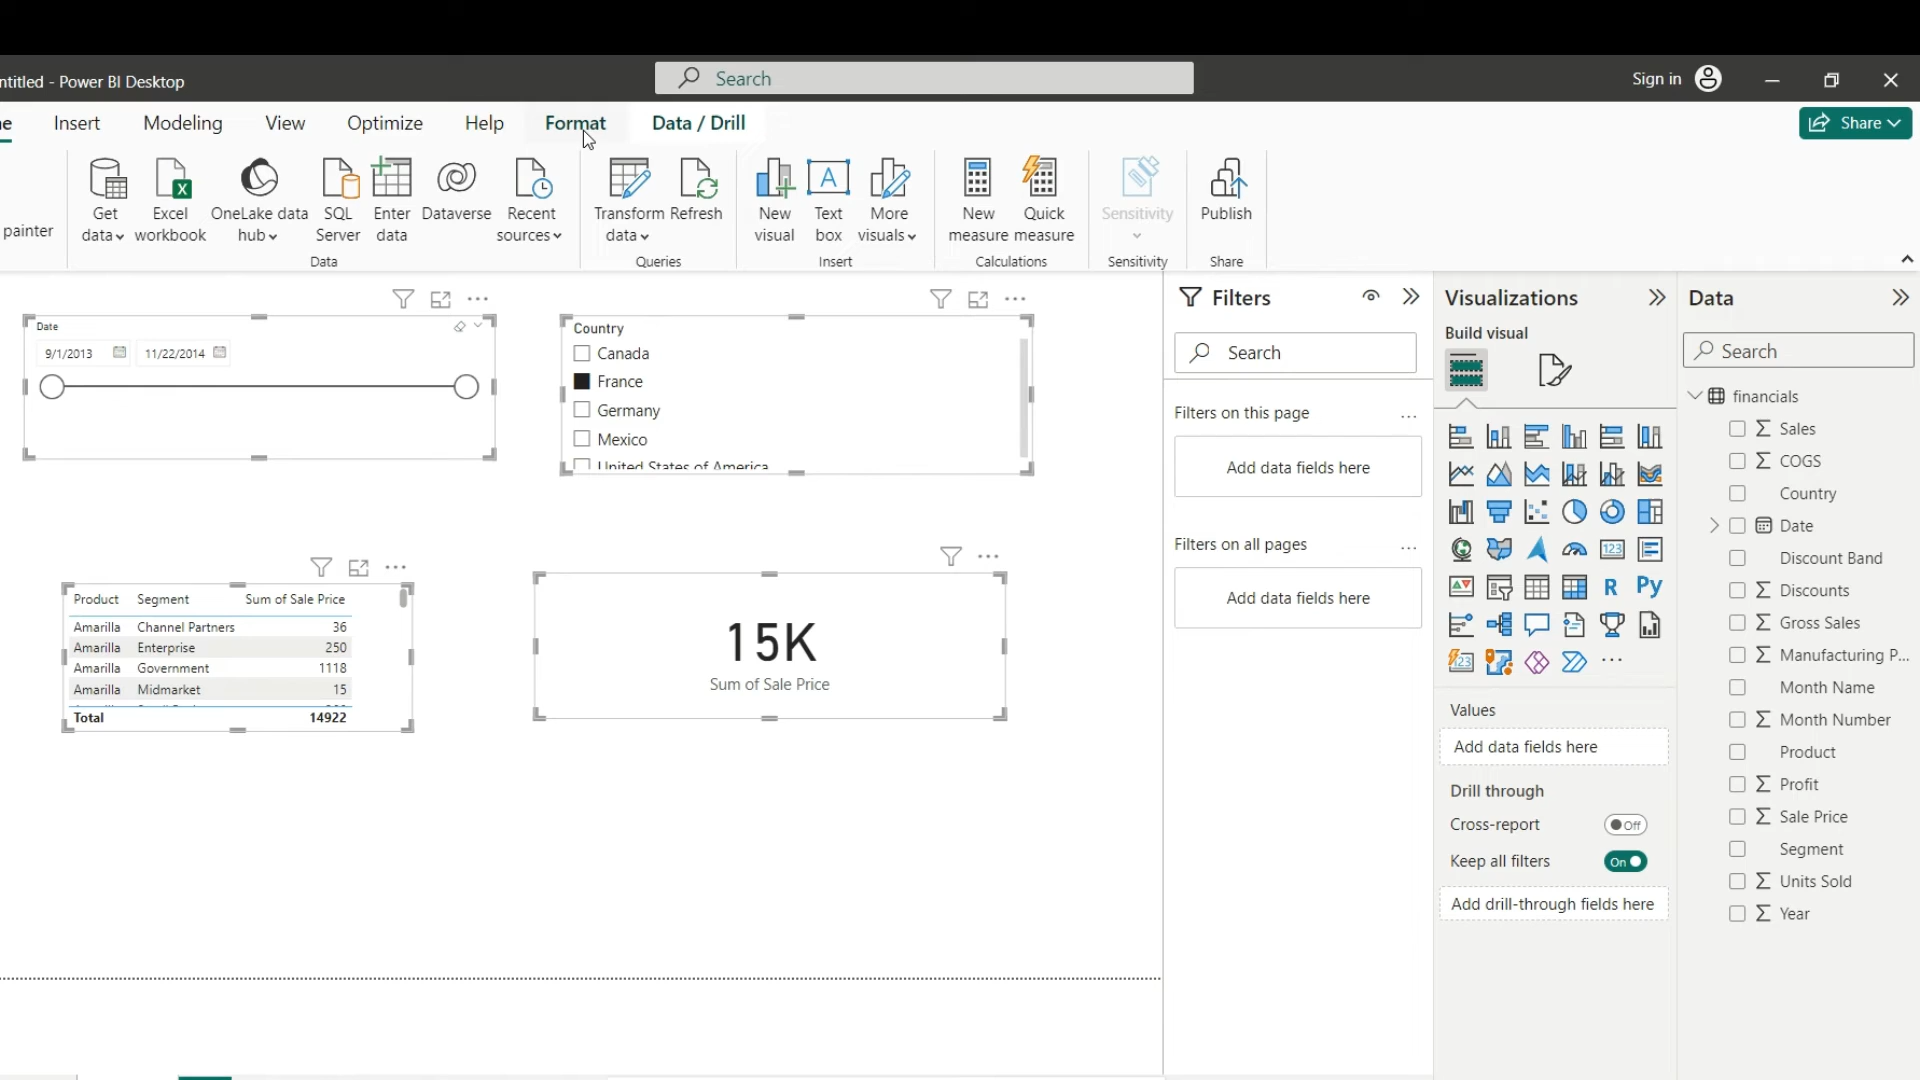 ntitled - Power BI Desktop
Search
Sign in
ne
Insert
Modeling
View
Optimize
Help
Format
Data / Drill
Share
painter
Get data
Excel workbook
OneLake data hub
SQL Server
Enter data
Dataverse
Recent sources
Transform data
Refresh
New visual
Text box
More visuals
New measure
Quick measure
Sensitivity
Publish
Data
Queries
Insert
Calculations
Sensitivity
Share
Date
9/1/2013
11/22/2014
Country
Canada
France
Germany
Mexico
United States of America
Product Segment Sum of Sale Price
Amarilla Channel Partners 36
Amarilla Enterprise 250
Amarilla Government 1118
Amarilla Midmarket 15
Total 14922
15K
Sum of Sale Price
Filters
Search
Filters on this page
...
Add data fields here
Filters on all pages
...
Add data fields here
Visualizations
Build visual
123
R
Py
123
...
Values
Add data fields here
Drill through
Cross-report
Off
Keep all filters
On
Add drill-through fields here
Data
Search
financials
Σ Sales
Σ COGS
Country
Date
Discount Band
Σ Discounts
Σ Gross Sales
Σ Manufacturing P...
Month Name
Σ Month Number
Product
Σ Profit
Σ Sale Price
Segment
Σ Units Sold
Σ Year